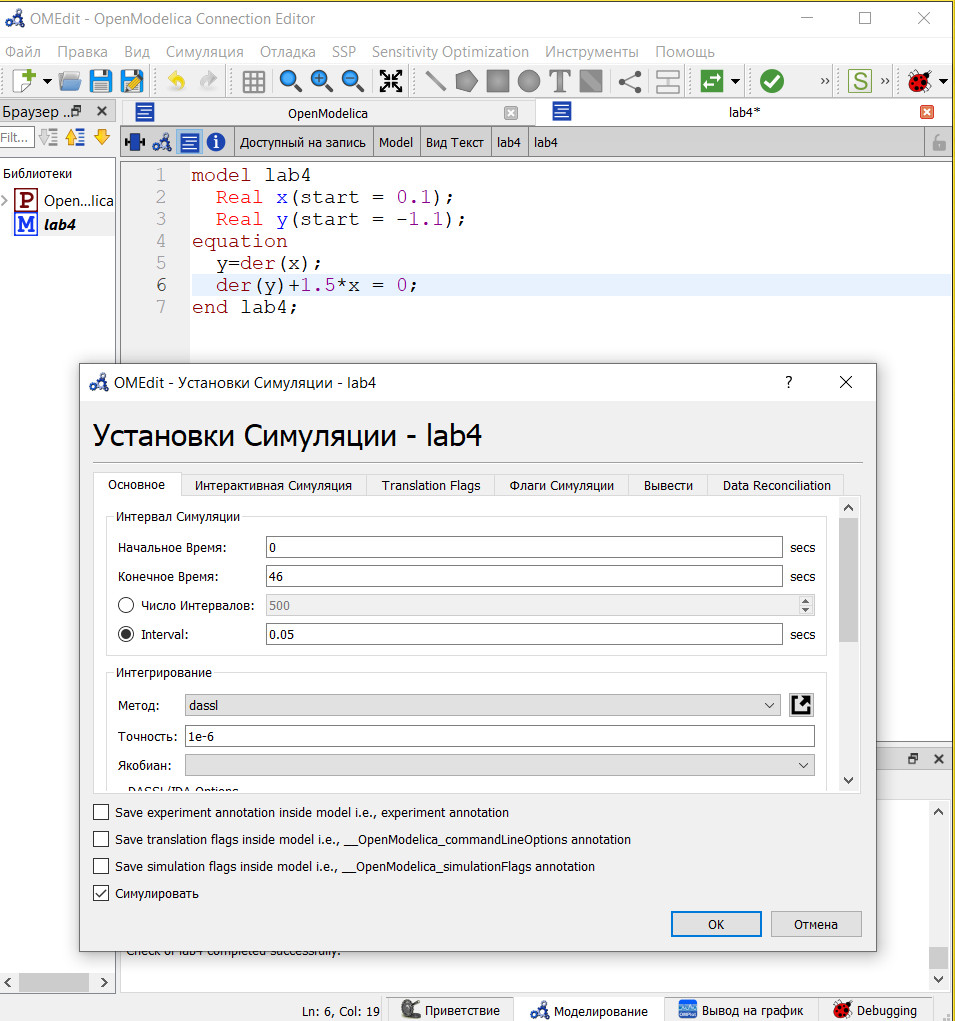 OMEdit - OpenModelica Connection Editor
Файл Правка Вид Симуляция Отладка SSP Sensitivity Optimization Инструменты Помощь
Браузер ..
OpenModelica
lab4*
Filt...
Доступный на запись Model Вид Текст lab4 lab4
Библиотеки
P Open...lica
M lab4
1 model lab4
2 Real x(start = 0.1);
3 Real y(start = -1.1);
4 equation
5 y=der(x);
6 der(y)+1.5*x = 0;
7 end lab4;
OMEdit - Установки Симуляции - lab4
Установки Симуляции - lab4
Основное Интерактивная Симуляция Translation Flags Флаги Симуляции Вывести Data Reconciliation
Интервал Симуляции
Начальное Время: 0 secs
Конечное Время: 46 secs
Число Интервалов: 500
Interval: 0.05 secs
Интегрирование
Метод: dassl
Точность: 1e-6
Якобиан:
DASSL/IDA Options
Save experiment annotation inside model i.e., experiment annotation
Save translation flags inside model i.e., __OpenModelica_commandLineOptions annotation
Save simulation flags inside model i.e., __OpenModelica_simulationFlags annotation
Симулировать
OK Отмена
Check of lab4 completed successfully.
Ln: 6, Col: 19 Приветствие Моделирование Вывод на график Debugging